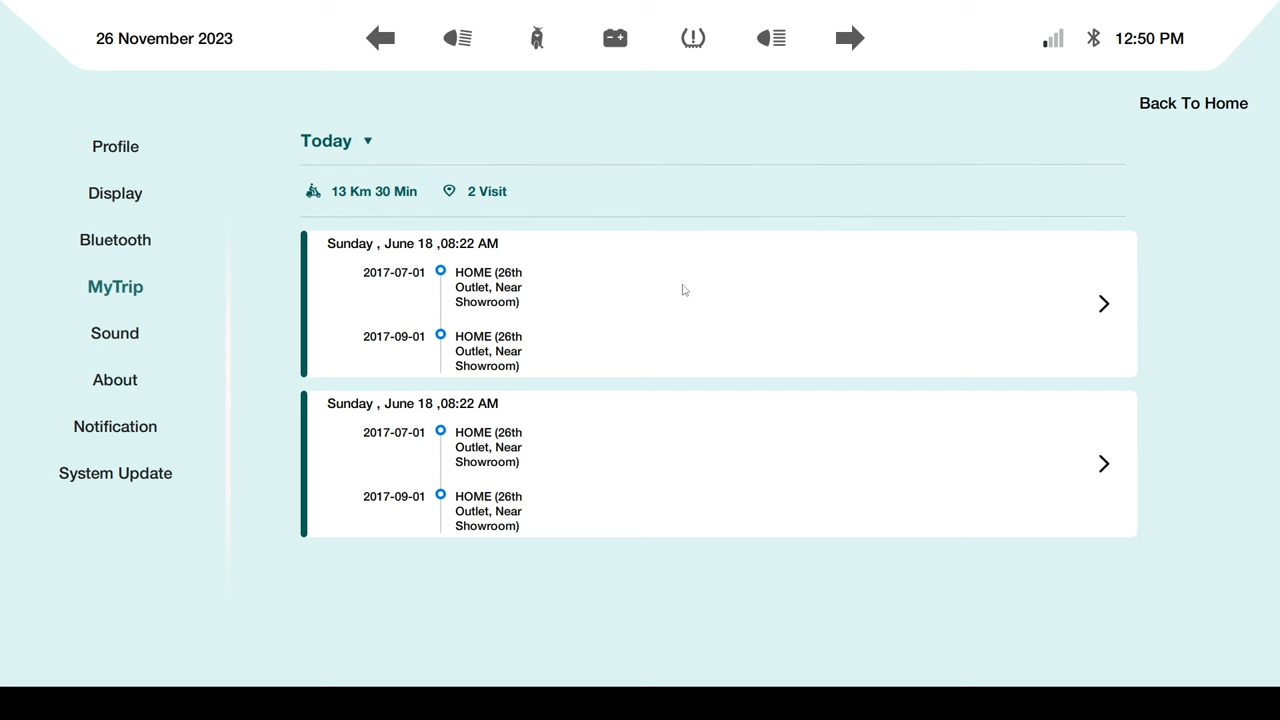 26 November 2023
12:50 PM
Back To Home
Profile
Display
Bluetooth
MyTrip
Sound
About
Notification
System Update
Today
13 Km 30 Min
2 Visit
Sunday , June 18 ,08:22 AM
2017-07-01
HOME (26th
Outlet, Near
Showroom)
2017-09-01
HOME (26th
Outlet, Near
Showroom)
Sunday , June 18 ,08:22 AM
2017-07-01
HOME (26th
Outlet, Near
Showroom)
2017-09-01
HOME (26th
Outlet, Near
Showroom)